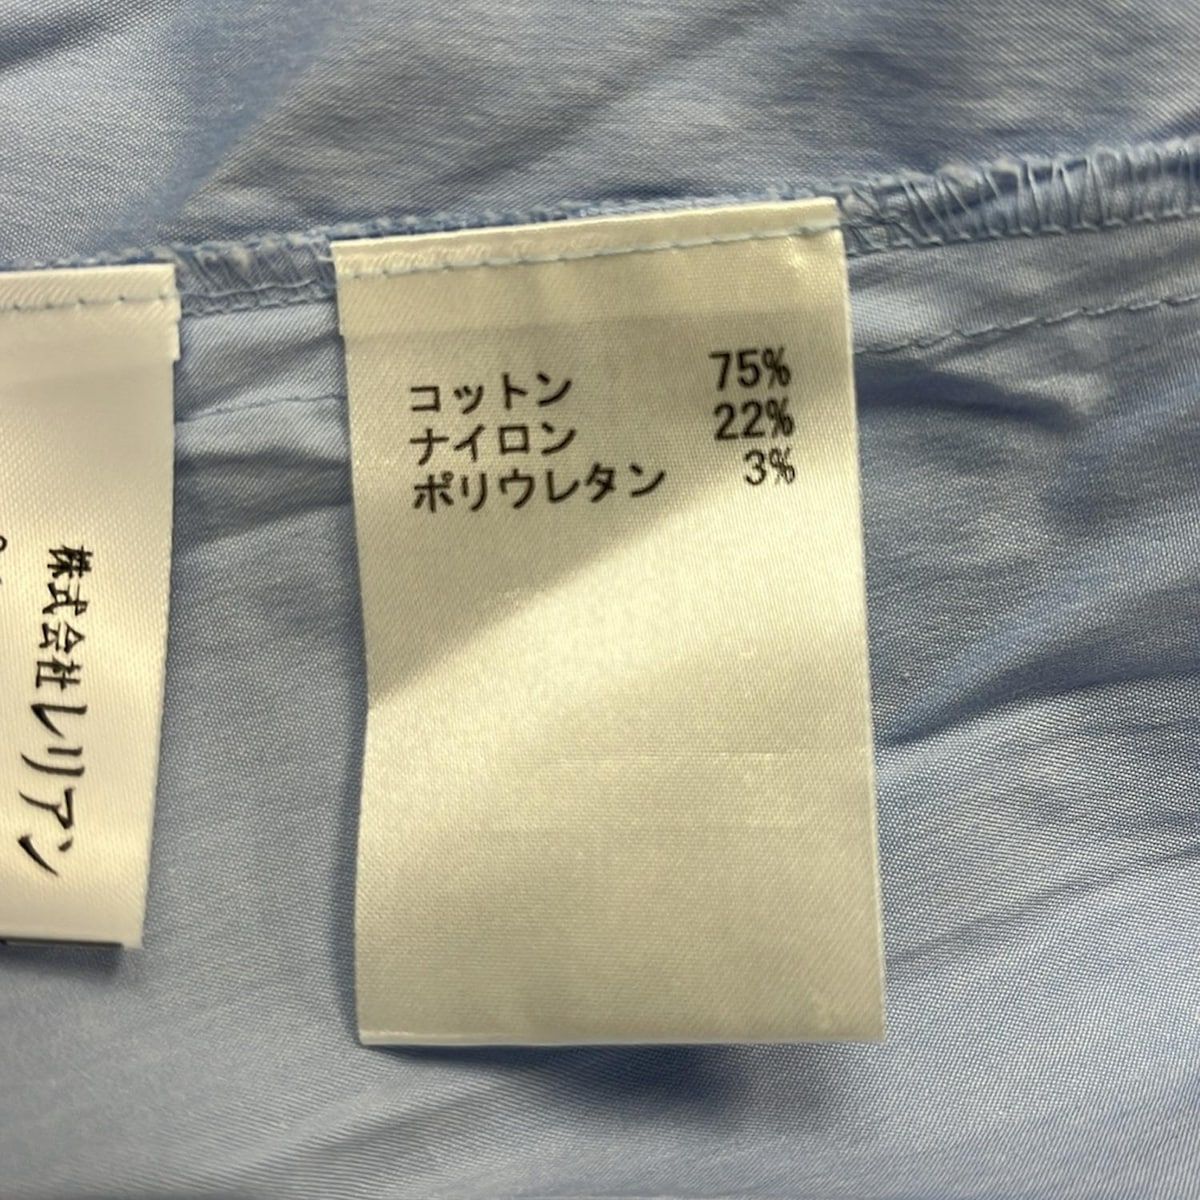 コットン 75%
ナイロン 22%
ポリウレタン 3%
株式会社レリアン